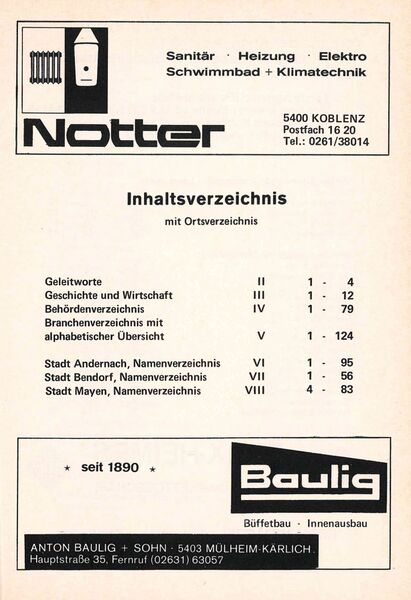 Sanitär · Heizung · Elektro
Schwimmbad + Klimatechnik
Notter
5400 KOBLENZ
Postfach 16 20
Tel.: 0261/38014
Inhaltsverzeichnis
mit Ortsverzeichnis
Geleitworte II 1 - 4
Geschichte und Wirtschaft III 1 - 12
Behördenverzeichnis IV 1 - 79
Branchenverzeichnis mit
alphabetischer Übersicht V 1 - 124
Stadt Andernach, Namenverzeichnis VI 1 - 95
Stadt Bendorf, Namenverzeichnis VII 1 - 56
Stadt Mayen, Namenverzeichnis VIII 4 - 83
* seit 1890 *
Baulig
Büffetbau · Innenausbau
ANTON BAULIG + SOHN · 5403 MÜLHEIM-KÄRLICH
Hauptstraße 35, Fernruf (02631) 63057